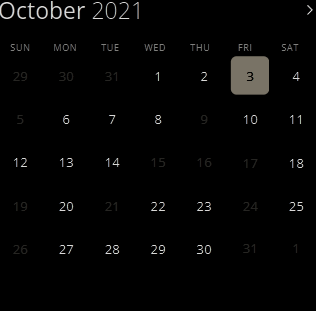 October 2021
SUN MON TUE WED THU FRI SAT
29 30 31 1 2 3 4
5 6 7 8 9 10 11
12 13 14 15 16 17 18
19 20 21 22 23 24 25
26 27 28 29 30 31 1